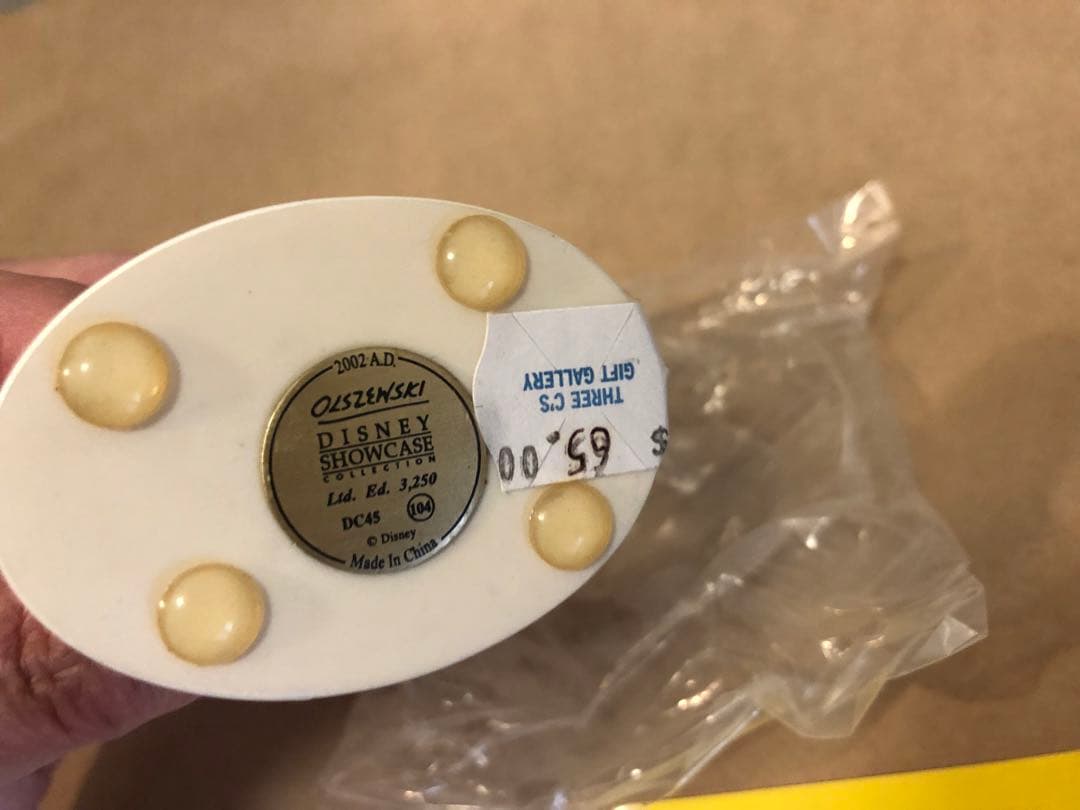 2002 A.D.
OLSZEWSKI
DISNEY
SHOWCASE
COLLECTION
Ltd. Ed. 3,250
DC45 104
© Disney
Made In China
THREE C'S
GIFT GALLERY
$ 65.00